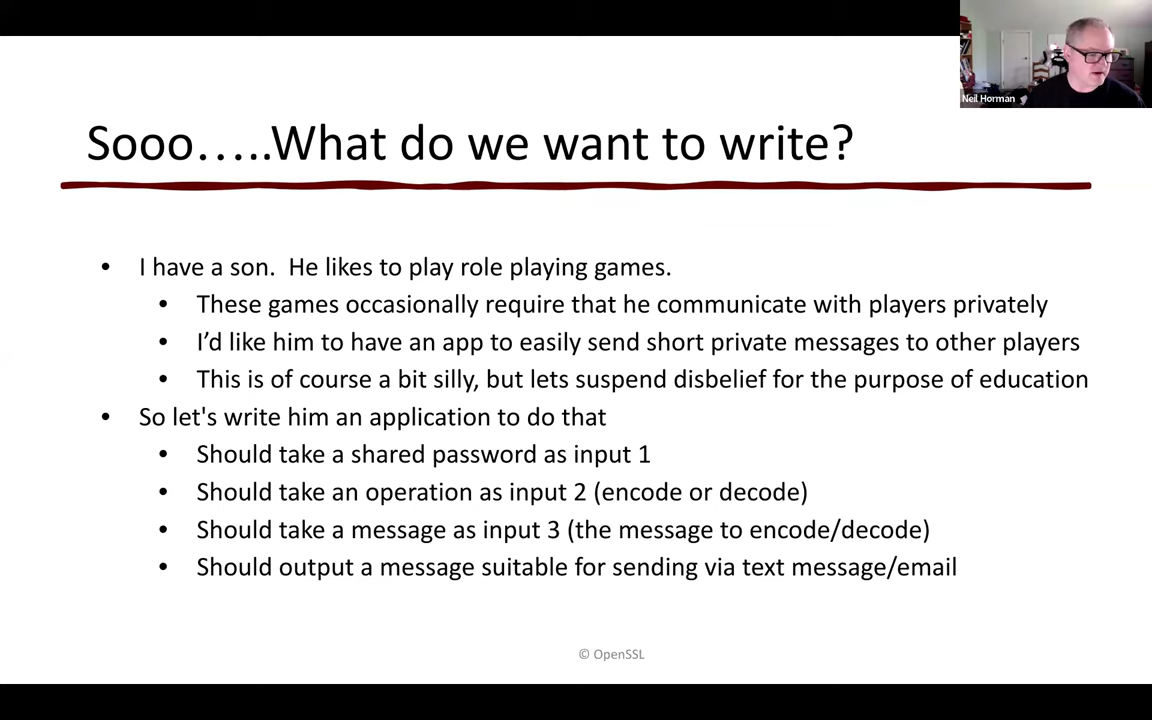 Neil Horman
Sooo…..What do we want to write?
• I have a son.  He likes to play role playing games.
• These games occasionally require that he communicate with players privately
• I’d like him to have an app to easily send short private messages to other players
• This is of course a bit silly, but lets suspend disbelief for the purpose of education
• So let's write him an application to do that
• Should take a shared password as input 1
• Should take an operation as input 2 (encode or decode)
• Should take a message as input 3 (the message to encode/decode)
• Should output a message suitable for sending via text message/email
© OpenSSL